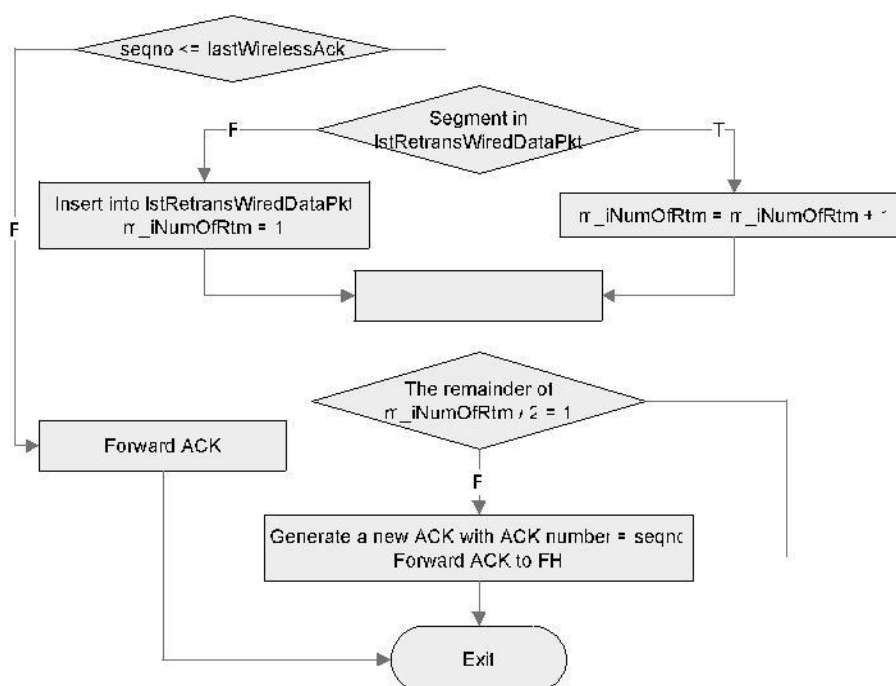 seqno <= lastWirelessAck
Segment in
lstRetransWiredDataPkt
F
T
Insert into lstRetransWiredDataPkt
m_iNumOfRtm = 1
m_iNumOfRtm = m_iNumOfRtm + 1
F
The remainder of
m_iNumOfRtm / 2 = 1
Forward ACK
F
Generate a new ACK with ACK number = seqno
Forward ACK to FH
Exit